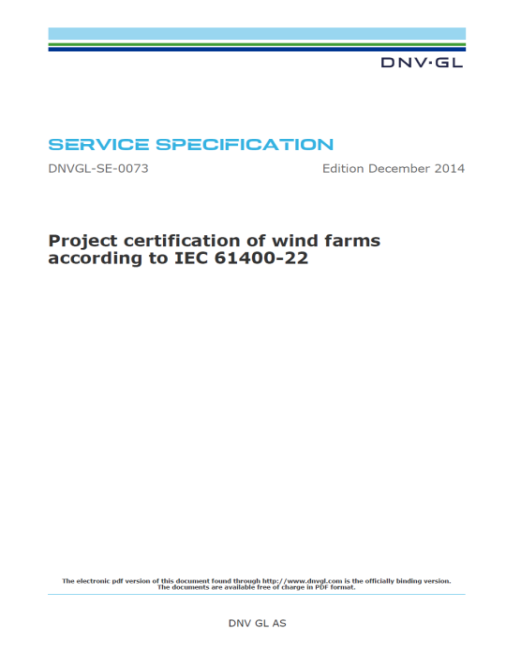 DNV·GL
SERVICE SPECIFICATION
DNVGL-SE-0073 Edition December 2014
Project certification of wind farms
according to IEC 61400-22
The electronic pdf version of this document found through http://www.dnvgl.com is the officially binding version.
The documents are available free of charge in PDF format.
DNV GL AS